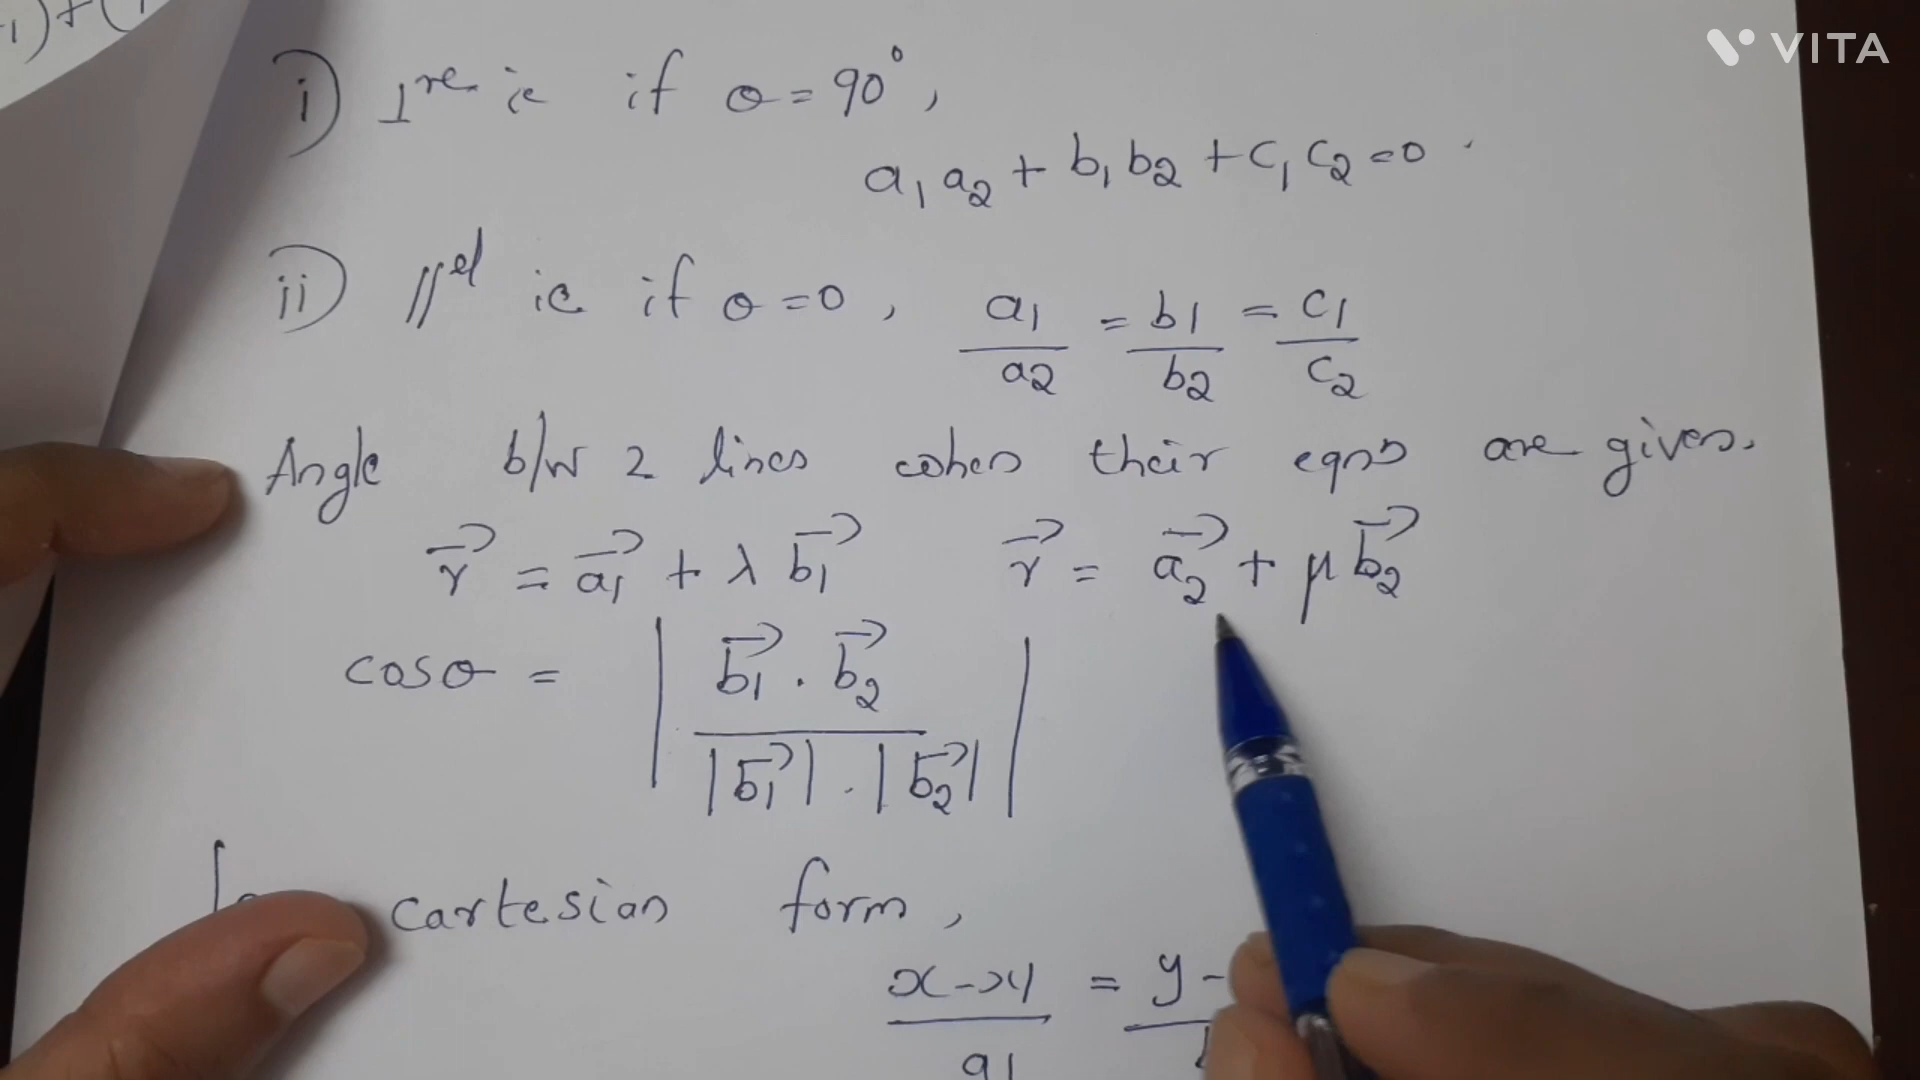 VITA
i) ⊥re ie if θ = 90°,
a₁a₂ + b₁b₂ + c₁c₂ = 0.
ii) //el ie if θ = 0, a₁/a₂ = b₁/b₂ = c₁/c₂
Angle b/w 2 lines when their eqns are given.
r⃗ = a⃗₁ + λ b⃗₁ r⃗ = a⃗₂ + μ b⃗₂
cosθ = | b⃗₁ . b⃗₂ / |b⃗₁| . |b⃗₂| |
cartesian form,
x-x₁ / a₁ = y-